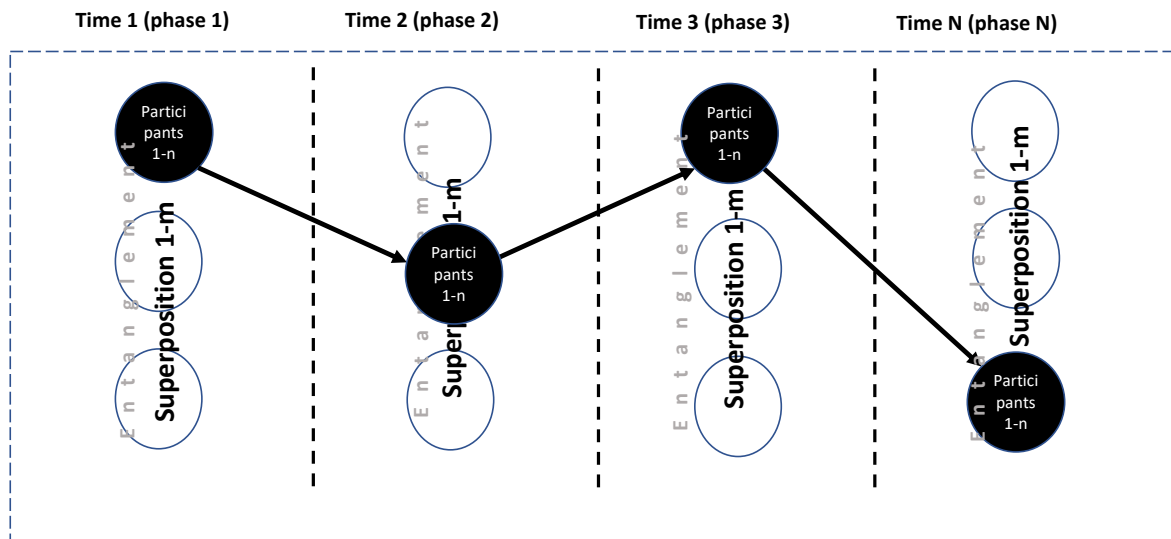 Time 1 (phase 1)
Time 2 (phase 2)
Time 3 (phase 3)
Time N (phase N)
Partici
pants
1-n
Entanglement
Superposition 1-m
Partici
pants
1-n
Partici
pants
1-n
Entanglement
Superposition 1-m
Partici
pants
1-n
Entanglement
Superposition 1-m